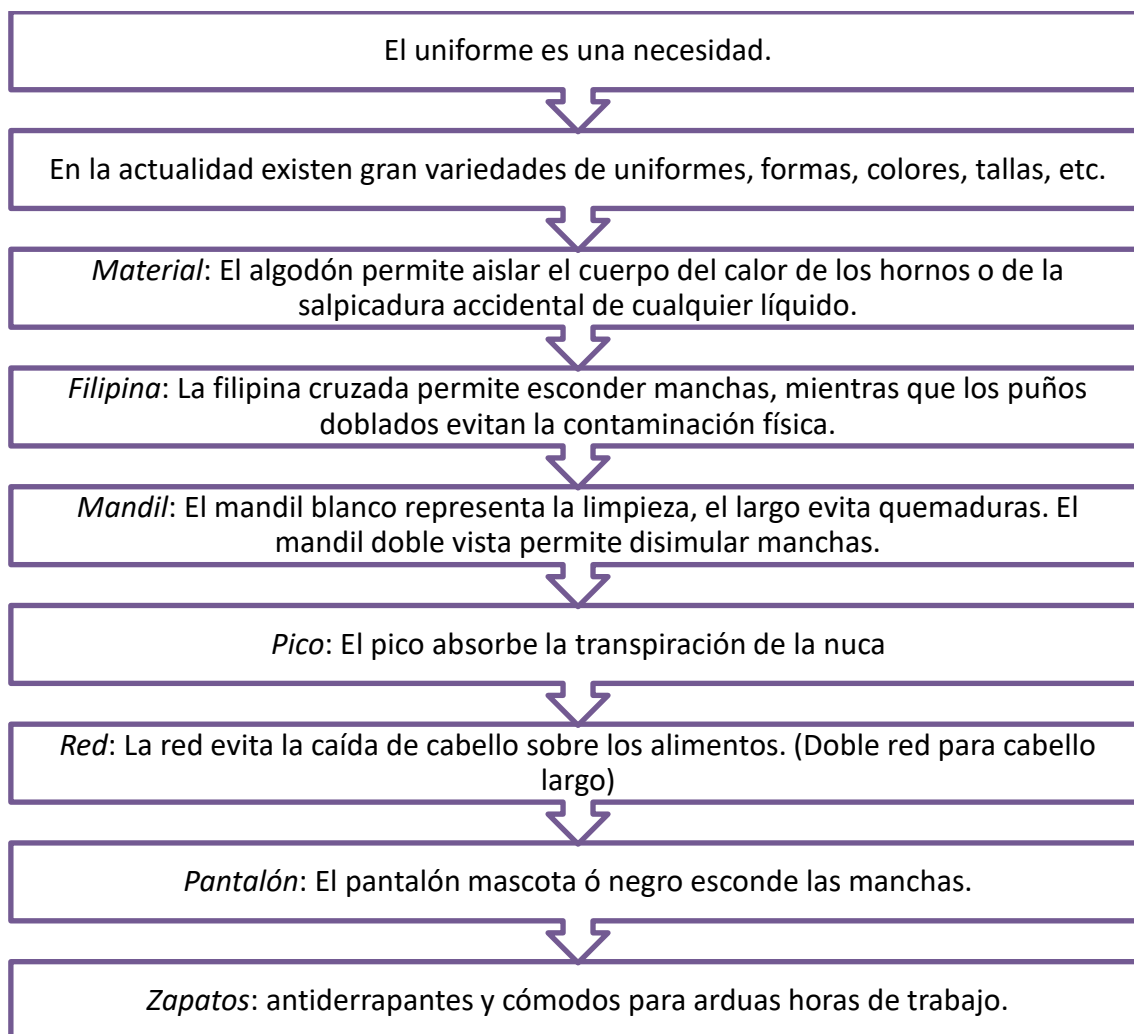 El uniforme es una necesidad.
En la actualidad existen gran variedades de uniformes, formas, colores, tallas, etc.
Material: El algodón permite aislar el cuerpo del calor de los hornos o de la
salpicadura accidental de cualquier líquido.
Filipina: La filipina cruzada permite esconder manchas, mientras que los puños
doblados evitan la contaminación física.
Mandil: El mandil blanco representa la limpieza, el largo evita quemaduras. El
mandil doble vista permite disimular manchas.
Pico: El pico absorbe la transpiración de la nuca
Red: La red evita la caída de cabello sobre los alimentos. (Doble red para cabello
largo)
Pantalón: El pantalón mascota ó negro esconde las manchas.
Zapatos: antiderrapantes y cómodos para arduas horas de trabajo.